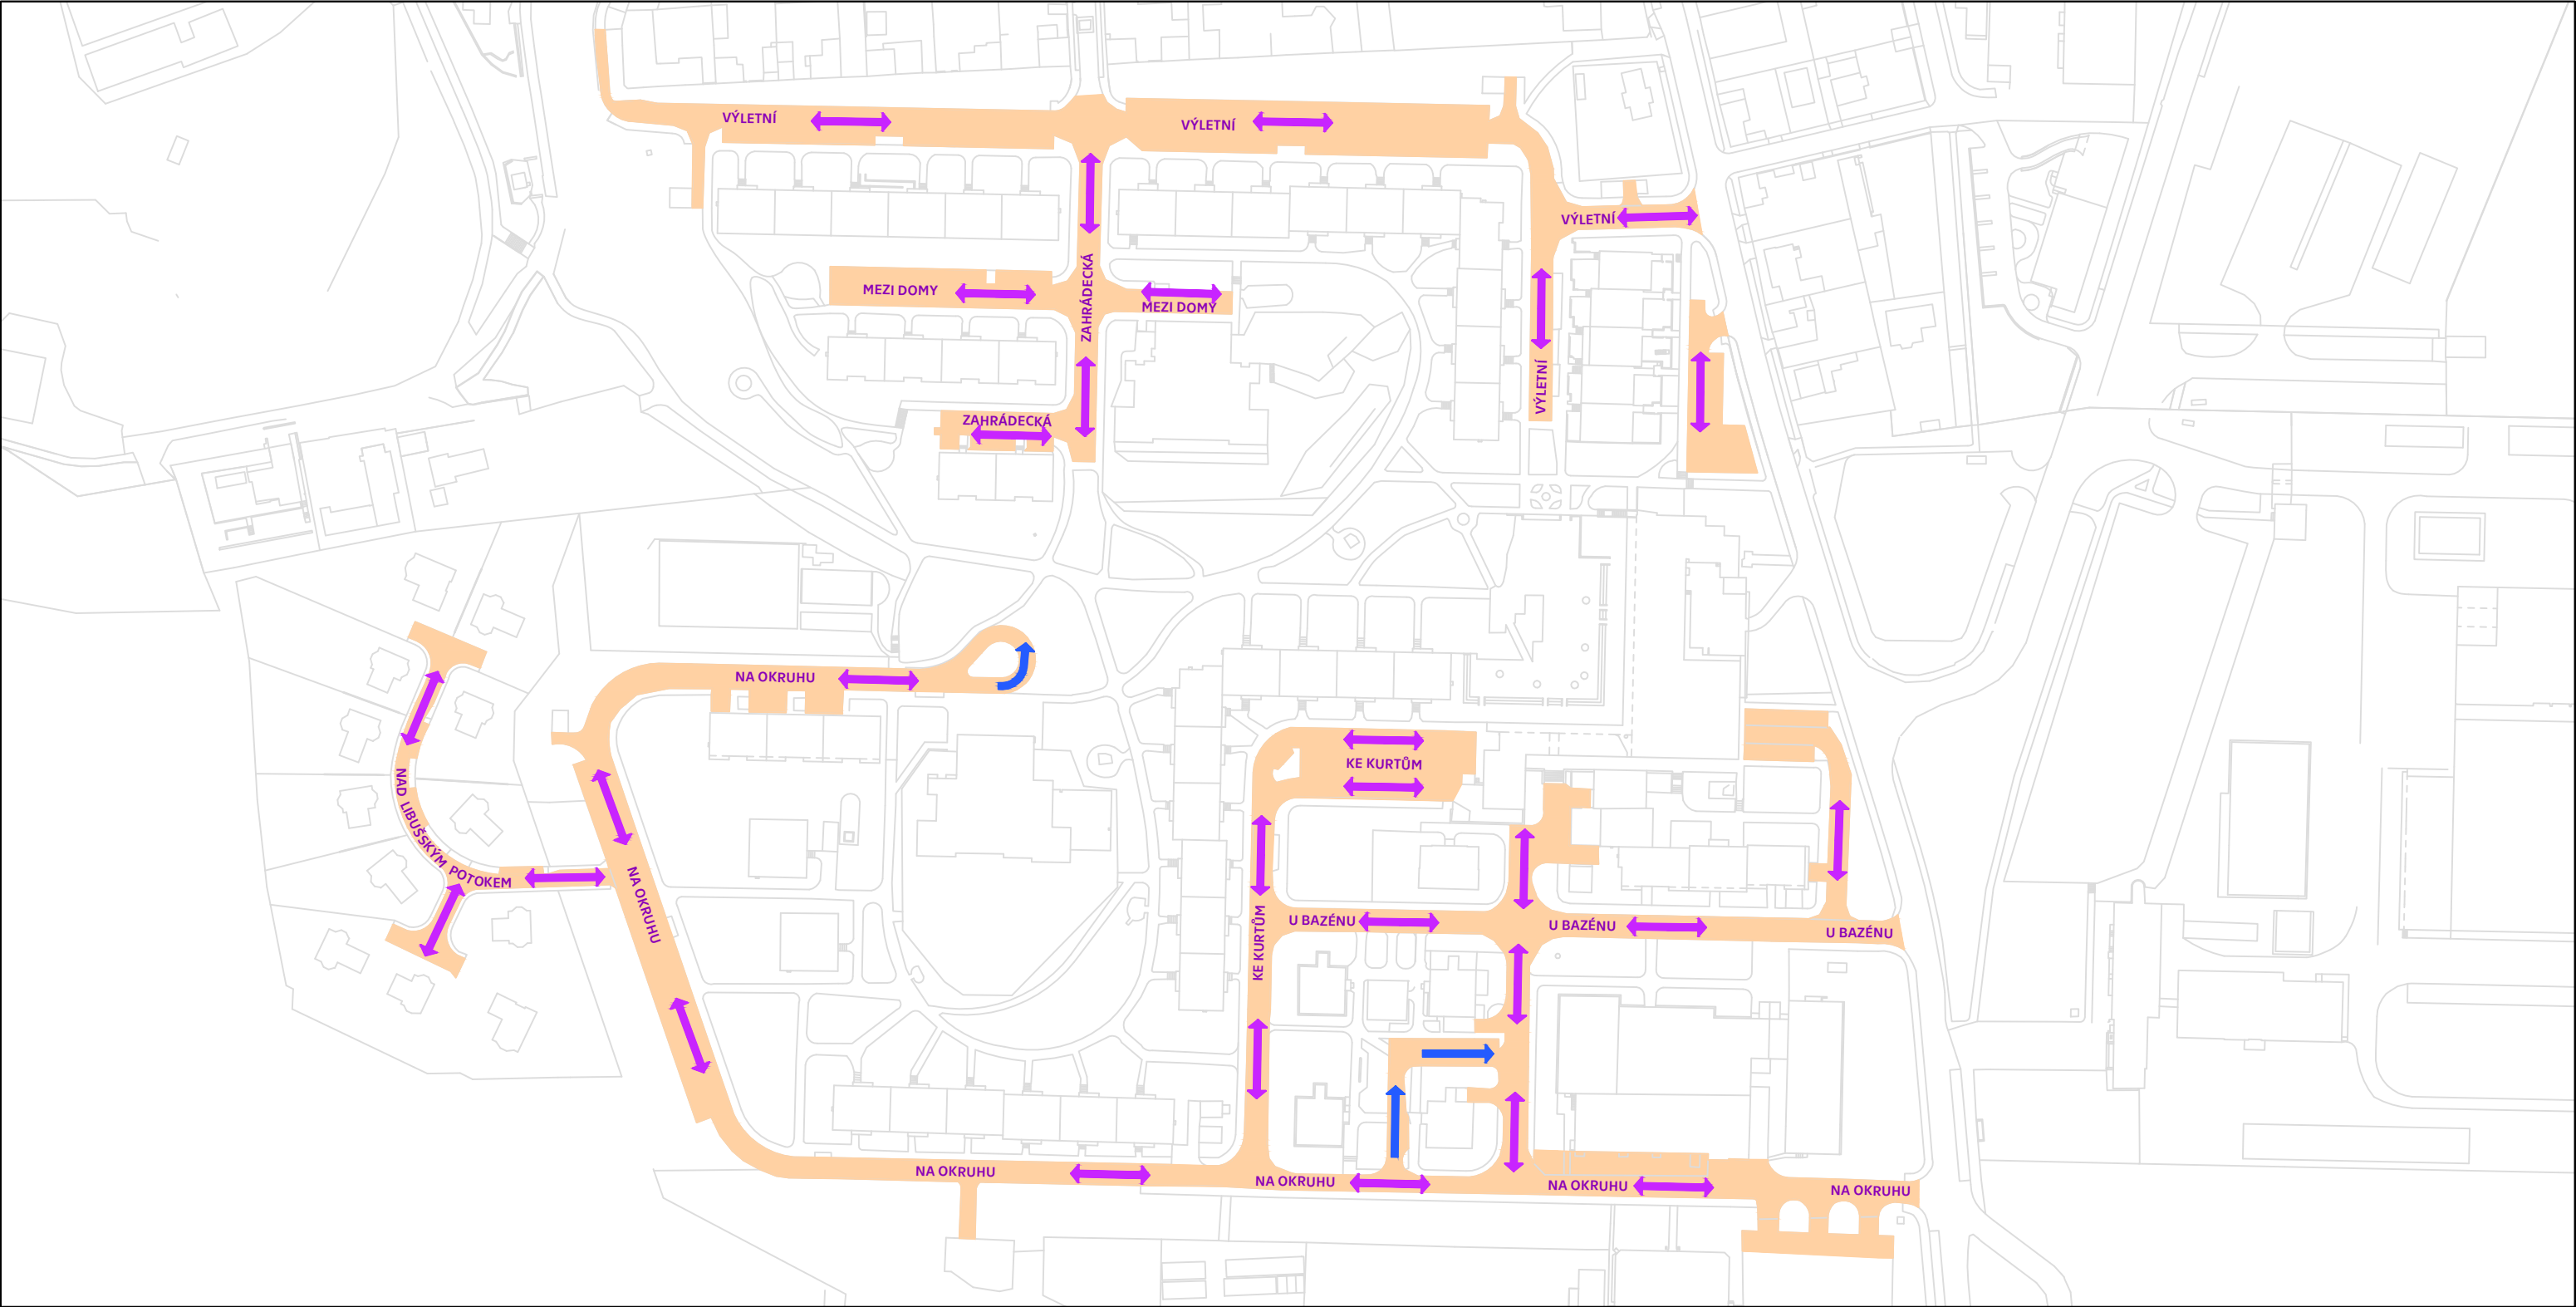 VÝLETNÍ
VÝLETNÍ
VÝLETNÍ
MEZI DOMY
ZAHRÁDECKÁ
MEZI DOMY
VÝLETNÍ
ZAHRÁDECKÁ
NA OKRUHU
KE KURTŮM
NAD LIBUŠSKÝM POTOKEM
NA OKRUHU
KE KURTŮM
U BAZÉNU
U BAZÉNU
U BAZÉNU
NA OKRUHU
NA OKRUHU
NA OKRUHU
NA OKRUHU